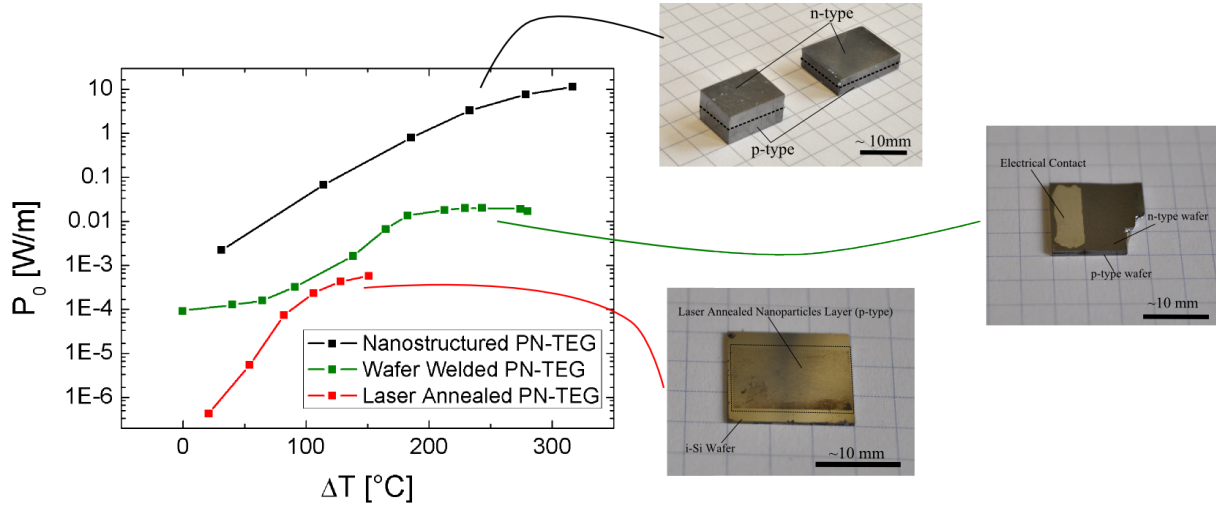 P_0 [W/m]
10
1
0.1
0.01
1E-3
1E-4
1E-5
1E-6
0
100
200
300
ΔT [°C]
Nanostructured PN-TEG
Wafer Welded PN-TEG
Laser Annealed PN-TEG
n-type
p-type
~ 10mm
Electrical Contact
n-type wafer
p-type wafer
~10 mm
Laser Annealed Nanoparticles Layer (p-type)
i-Si Wafer
~10 mm